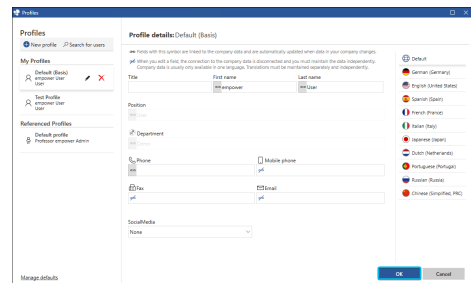 Profiles
Profiles
New profile
Search for users
My Profiles
Default (Basis)
empower User
User
Test Profile
empower User
User
Referenced Profiles
Default profile
Professor empower Admin
Manage defaults
Profile details: Default (Basis)
Fields with this symbol are linked to the company data and are automatically updated when data in your company changes.
When you edit a field, the connection to the company data is disconnected and you must maintain the data independently.
Company data is usually only available in one language. Translations must be maintained separately and independently.
Title
First name
Last name
empower
User
Position
Department
Phone
Mobile phone
Fax
Email
SocialMedia
None
Default
German (Germany)
English (United States)
Spanish (Spain)
French (France)
Italian (Italy)
Japanese (Japan)
Dutch (Netherlands)
Portuguese (Portugal)
Russian (Russia)
Chinese (Simplified, PRC)
OK
Cancel